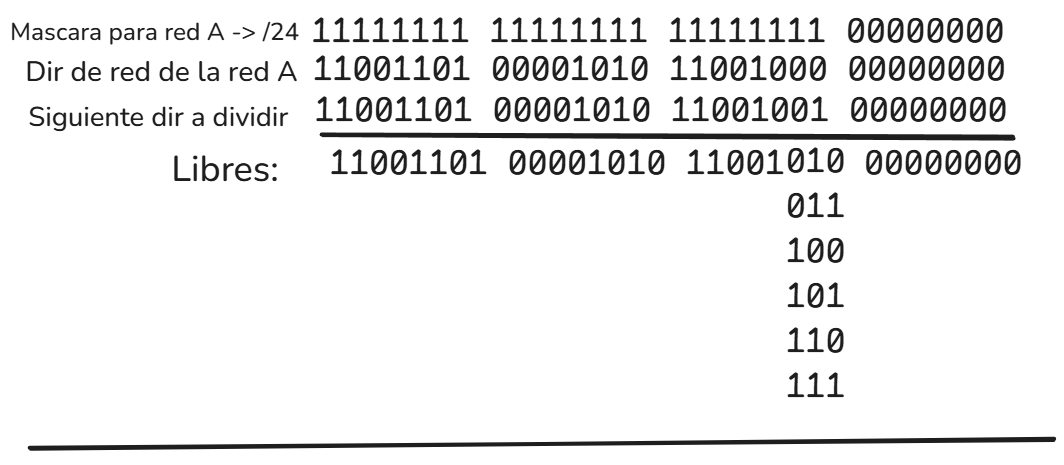 Mascara para red A -> /24 11111111 11111111 11111111 00000000
Dir de red de la red A 11001101 00001010 11001000 00000000
Siguiente dir a dividir 11001101 00001010 11001001 00000000
Libres: 11001101 00001010 11001010 00000000
011
100
101
110
111